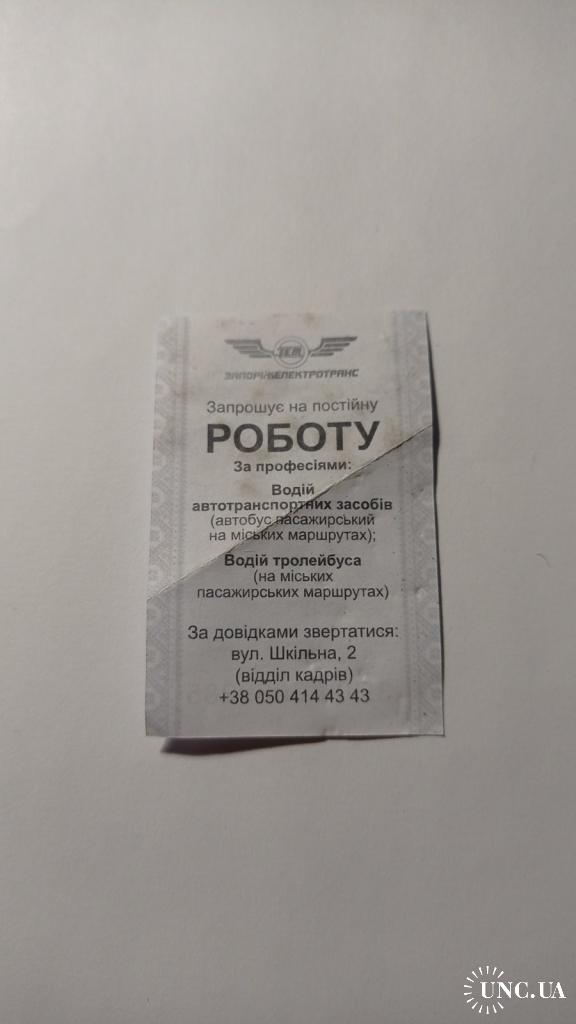 ЗАПОРІЖЕЛЕКТРОТРАНС
Запрошує на постійну
РОБОТУ
За професіями:
Водій
автотранспортних засобів
(автобус пасажирський
на міських маршрутах);
Водій тролейбуса
(на міських
пасажирських маршрутах)
За довідками звертатися:
вул. Шкільна, 2
(відділ кадрів)
+38 050 414 43 43
UNC.UA